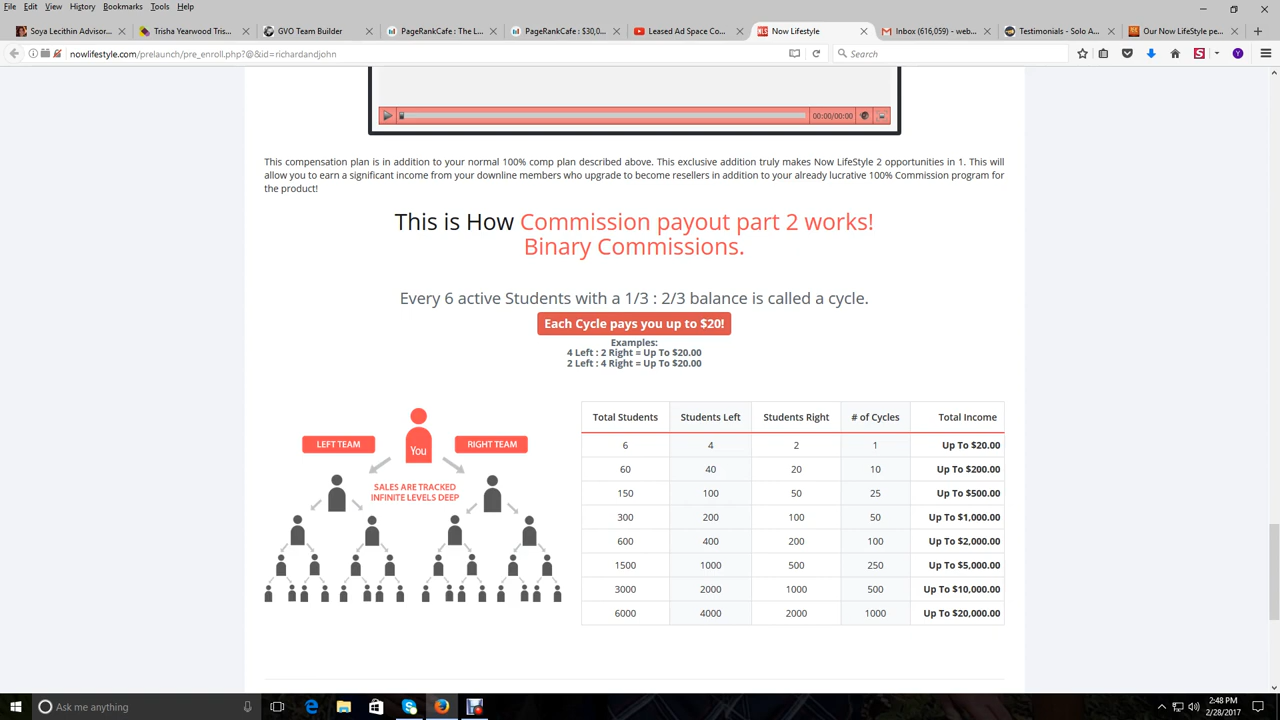 File Edit View History Bookmarks Tools Help
Soya Lecithin Advisor... Trisha Yearwood Tris... GVO Team Builder PageRankCafe : The L... PageRankCafe : $30,0... Leased Ad Space Co... Now Lifestyle Inbox (616,059) - web... Testimonials - Solo A... Our Now LifeStyle pe...
nowlifestyle.com/prelaunch/pre_enroll.php?@&id=richardandjohn Search
00:00/00:00
This compensation plan is in addition to your normal 100% comp plan described above. This exclusive addition truly makes Now LifeStyle 2 opportunities in 1. This will
allow you to earn a significant income from your downline members who upgrade to become resellers in addition to your already lucrative 100% Commission program for
the product!
This is How Commission payout part 2 works!
Binary Commissions.
Every 6 active Students with a 1/3 : 2/3 balance is called a cycle.
Each Cycle pays you up to $20!
Examples:
4 Left : 2 Right = Up To $20.00
2 Left : 4 Right = Up To $20.00
LEFT TEAM You RIGHT TEAM
SALES ARE TRACKED
INFINITE LEVELS DEEP
Total Students Students Left Students Right # of Cycles Total Income
6 4 2 1 Up To $20.00
60 40 20 10 Up To $200.00
150 100 50 25 Up To $500.00
300 200 100 50 Up To $1,000.00
600 400 200 100 Up To $2,000.00
1500 1000 500 250 Up To $5,000.00
3000 2000 1000 500 Up To $10,000.00
6000 4000 2000 1000 Up To $20,000.00
Ask me anything
2:48 PM
2/28/2017